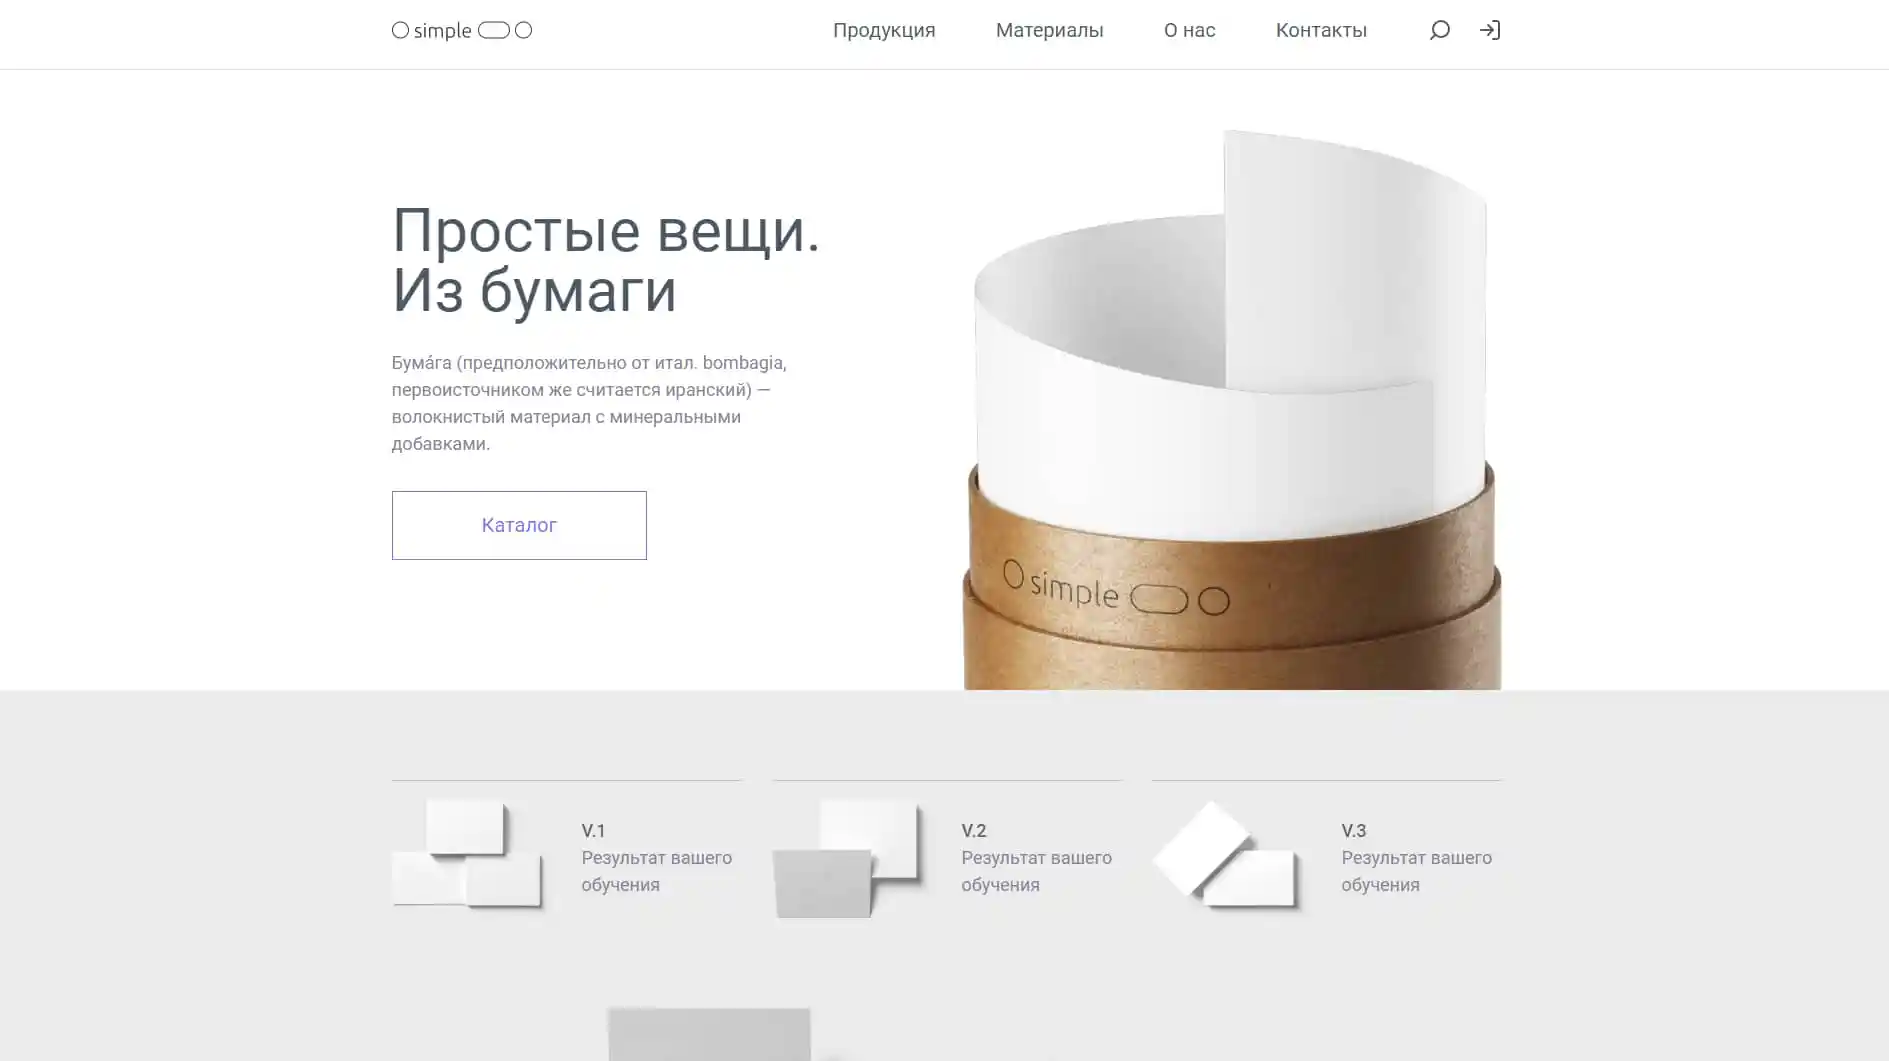 simple
Продукция
Материалы
О нас
Контакты
Простые вещи.
Из бумаги
Бума́га (предположительно от итал. bombagia,
первоисточником же считается иранский) —
волокнистый материал с минеральными
добавками.
Каталог
simple
V.1
Результат вашего
обучения
V.2
Результат вашего
обучения
V.3
Результат вашего
обучения